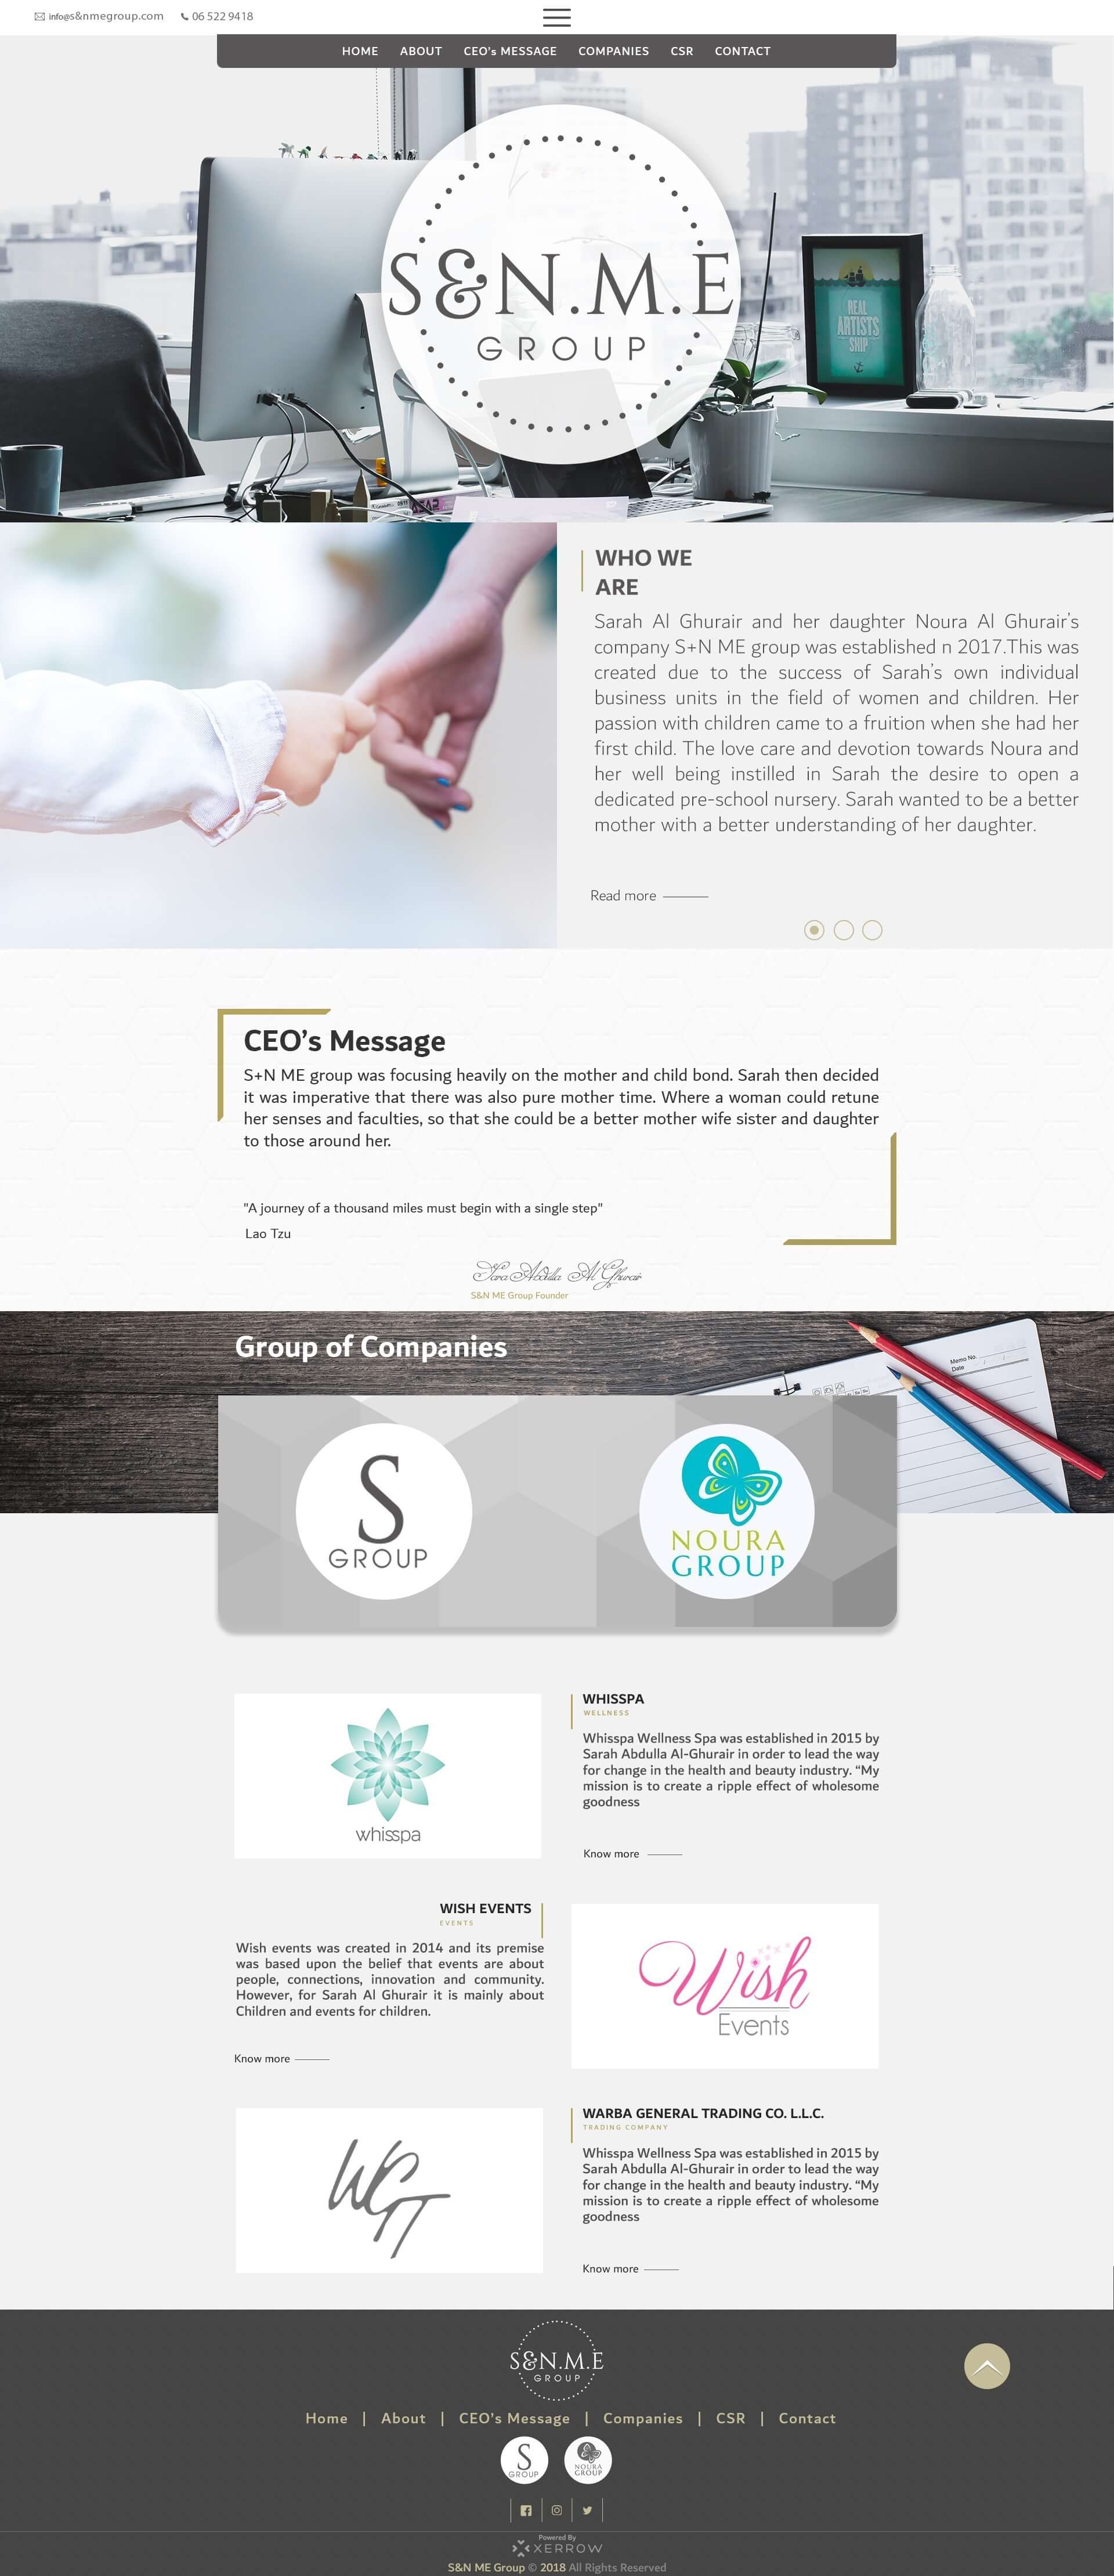 info@s&nmegroup.com 06 522 9418
HOME ABOUT CEO's MESSAGE COMPANIES CSR CONTACT
S&N.M.E
GROUP
REAL
ARTISTS
SHIP
WHO WE
ARE
Sarah Al Ghurair and her daughter Noura Al Ghurair's
company S+N ME group was established n 2017.This was
created due to the success of Sarah's own individual
business units in the field of women and children. Her
passion with children came to a fruition when she had her
first child. The love care and devotion towards Noura and
her well being instilled in Sarah the desire to open a
dedicated pre-school nursery. Sarah wanted to be a better
mother with a better understanding of her daughter.
Read more
CEO's Message
S+N ME group was focusing heavily on the mother and child bond. Sarah then decided
it was imperative that there was also pure mother time. Where a woman could retune
her senses and faculties, so that she could be a better mother wife sister and daughter
to those around her.
"A journey of a thousand miles must begin with a single step"
Lao Tzu
Sara Abdulla Al Ghurair
S&N ME Group Founder
Group of Companies
Memo No.
Date / /
S
GROUP
NOURA
GROUP
whisspa
WHISSPA
WELLNESS
Whisspa Wellness Spa was established in 2015 by
Sarah Abdulla Al-Ghurair in order to lead the way
for change in the health and beauty industry. “My
mission is to create a ripple effect of wholesome
goodness
Know more
WISH EVENTS
EVENTS
Wish events was created in 2014 and its premise
was based upon the belief that events are about
people, connections, innovation and community.
However, for Sarah Al Ghurair it is mainly about
Children and events for children.
Know more
Wish
Events
WGT
WARBA GENERAL TRADING CO. L.L.C.
TRADING COMPANY
Whisspa Wellness Spa was established in 2015 by
Sarah Abdulla Al-Ghurair in order to lead the way
for change in the health and beauty industry. “My
mission is to create a ripple effect of wholesome
goodness
Know more
S&N.M.E
GROUP
Home | About | CEO's Message | Companies | CSR | Contact
S
GROUP
NOURA
GROUP
Powered By
XERROW
S&N ME Group © 2018 All Rights Reserved